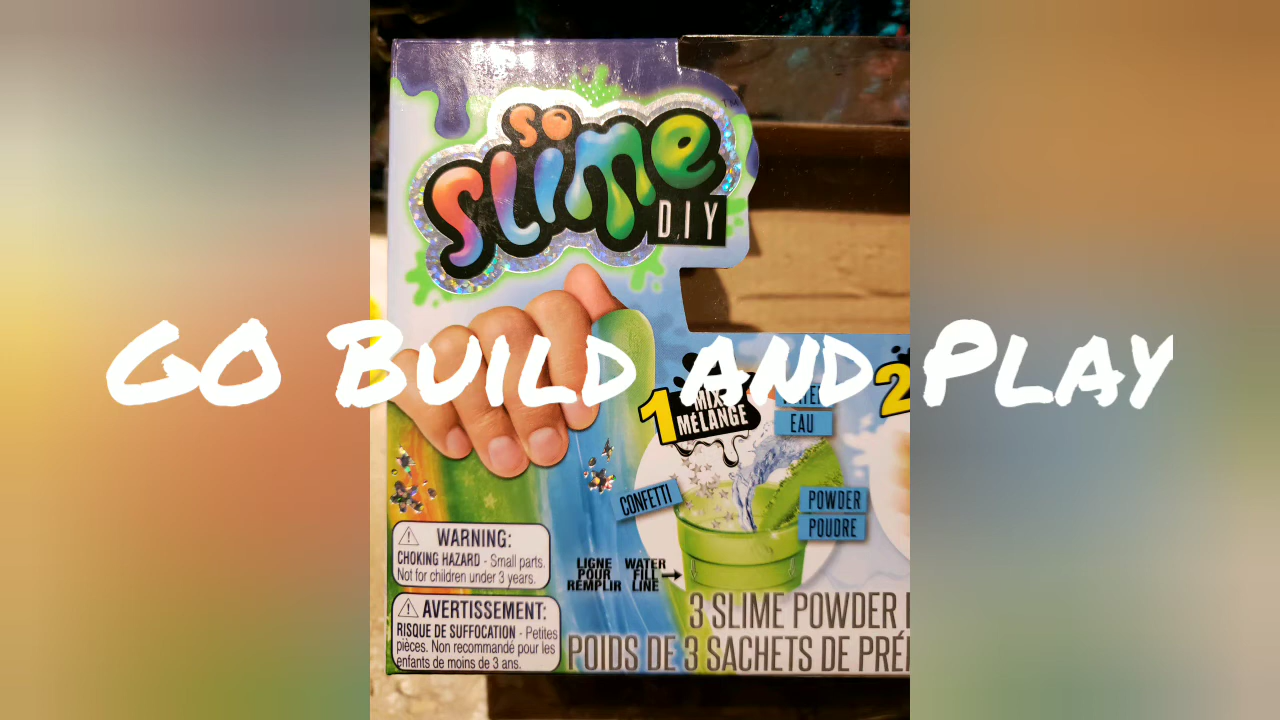 so
slime
DIY
™
GO Build and Play
1
MIX
MÉLANGE
EAU
2
CONFETTI
POWDER
POUDRE
WARNING:
CHOKING HAZARD - Small parts.
Not for children under 3 years.
LIGNE POUR REMPLIR
WATER FILL LINE
AVERTISSEMENT:
RISQUE DE SUFFOCATION - Petites
pièces. Non recommandé pour les
enfants de moins de 3 ans.
3 SLIME POWDER
POIDS DE 3 SACHETS DE